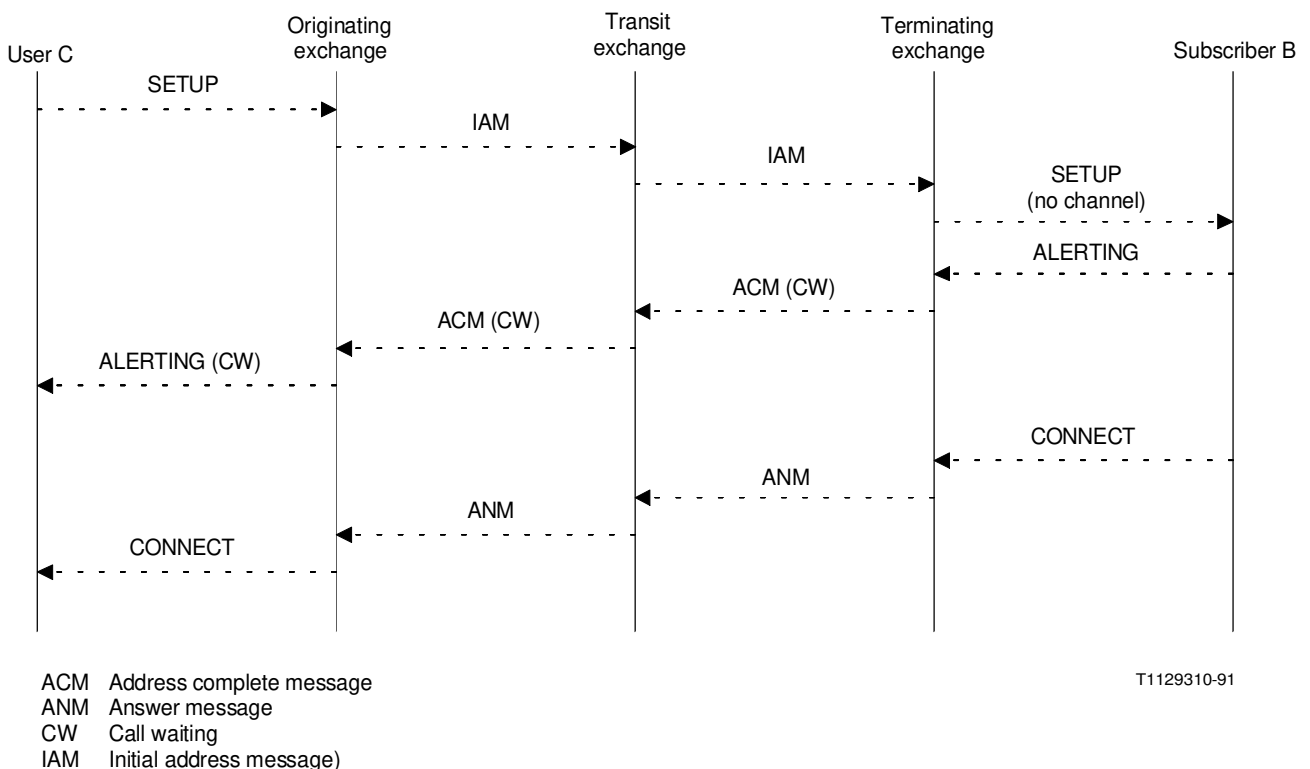 User C
Originating
exchange
Transit
exchange
Terminating
exchange
Subscriber B
SETUP
IAM
IAM
SETUP
(no channel)
ALERTING
ACM (CW)
ACM (CW)
ALERTING (CW)
CONNECT
ANM
ANM
CONNECT
T1129310-91
ACM Address complete message
ANM Answer message
CW Call waiting
IAM Initial address message)